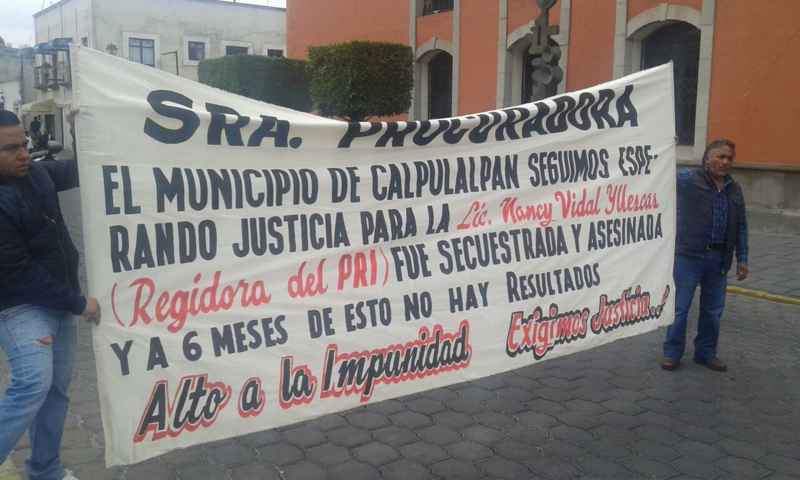 SRA. PROCURADORA
EL MUNICIPIO DE CALPULALPAN SEGUIMOS ESPE-
RANDO JUSTICIA PARA LA Lic. Nancy Vidal Yllescas
(Regidora del PRI) FUE SECUESTRADA Y ASESINADA
Y A 6 MESES DE ESTO NO HAY RESULTADOS
Alto a la Impunidad Exigimos Justicia...!